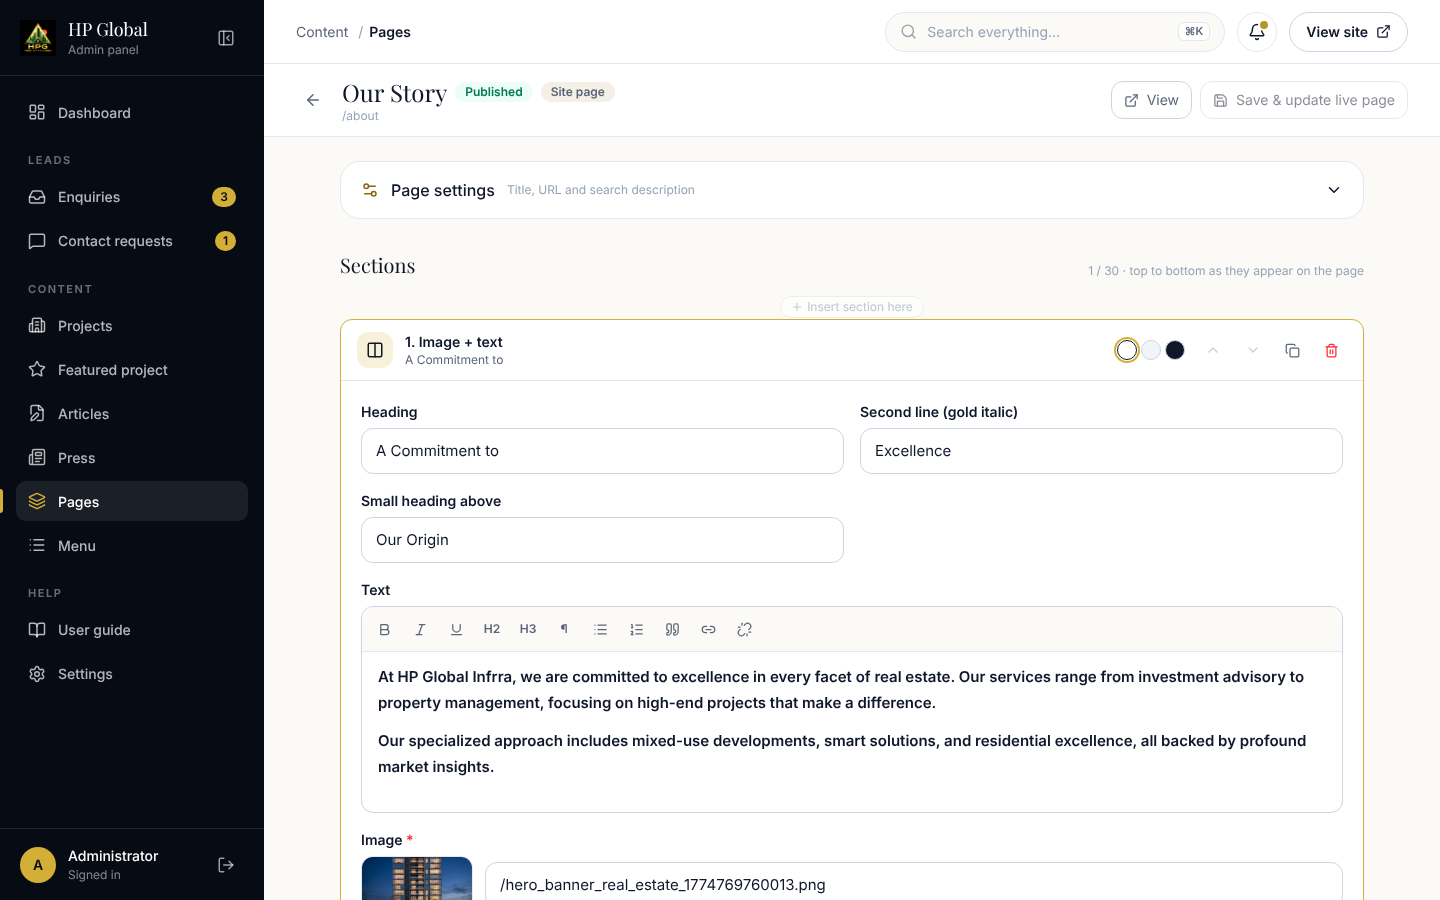 HP Global
Admin panel
HPG
Dashboard
LEADS
Enquiries 3
Contact requests 1
CONTENT
Projects
Featured project
Articles
Press
Pages
Menu
HELP
User guide
Settings
A
Administrator
Signed in
Content / Pages
Search everything... ⌘K
View site
Our Story Published Site page
/about
View
Save & update live page
Page settings Title, URL and search description
Sections
1 / 30 · top to bottom as they appear on the page
+ Insert section here
1. Image + text
A Commitment to
Heading
A Commitment to
Second line (gold italic)
Excellence
Small heading above
Our Origin
Text
B I U H2 H3 ¶
At HP Global Infrra, we are committed to excellence in every facet of real estate. Our services range from investment advisory to
property management, focusing on high-end projects that make a difference.
Our specialized approach includes mixed-use developments, smart solutions, and residential excellence, all backed by profound
market insights.
Image *
/hero_banner_real_estate_1774769760013.png